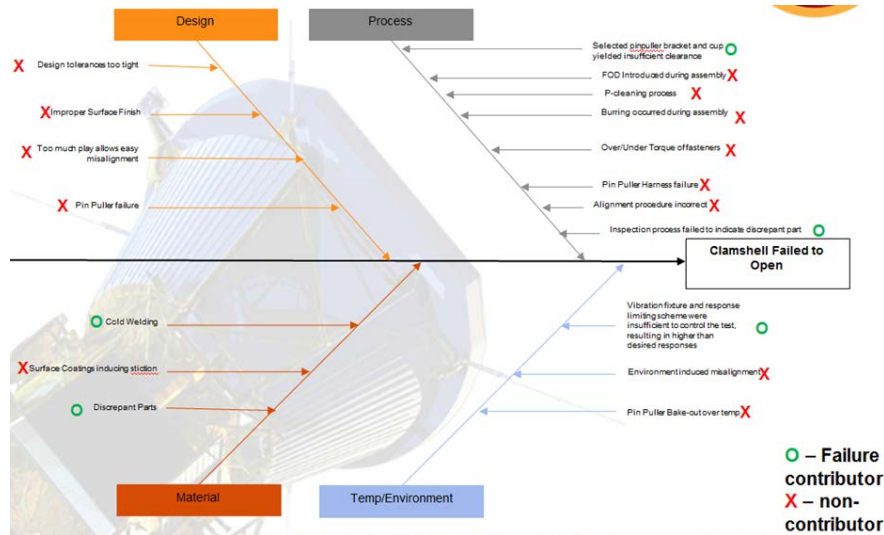 Design
Process
X Design tolerances too tight
X Improper Surface Finish
X Too much play allows easy
misalignment
X Pin Puller failure
Selected pinpuller bracket and cup O
yielded insufficient clearance
FOD Introduced during assembly X
P-cleaning process X
Burring occurred during assembly X
Over/Under Torque of fasteners X
Pin Puller Harness failure X
Alignment procedure incorrect X
Inspection process failed to indicate discrepant part O
Clamshell Failed to
Open
O Cold Welding
X Surface Coatings inducing stiction
O Discrepant Parts
Vibration fixture and response
limiting scheme were
insufficient to control the test, O
resulting in higher than
desired responses
Environment induced misalignment X
Pin Puller Bake-out over temp X
Material
Temp/Environment
O – Failure
contributor
X – non-
contributor